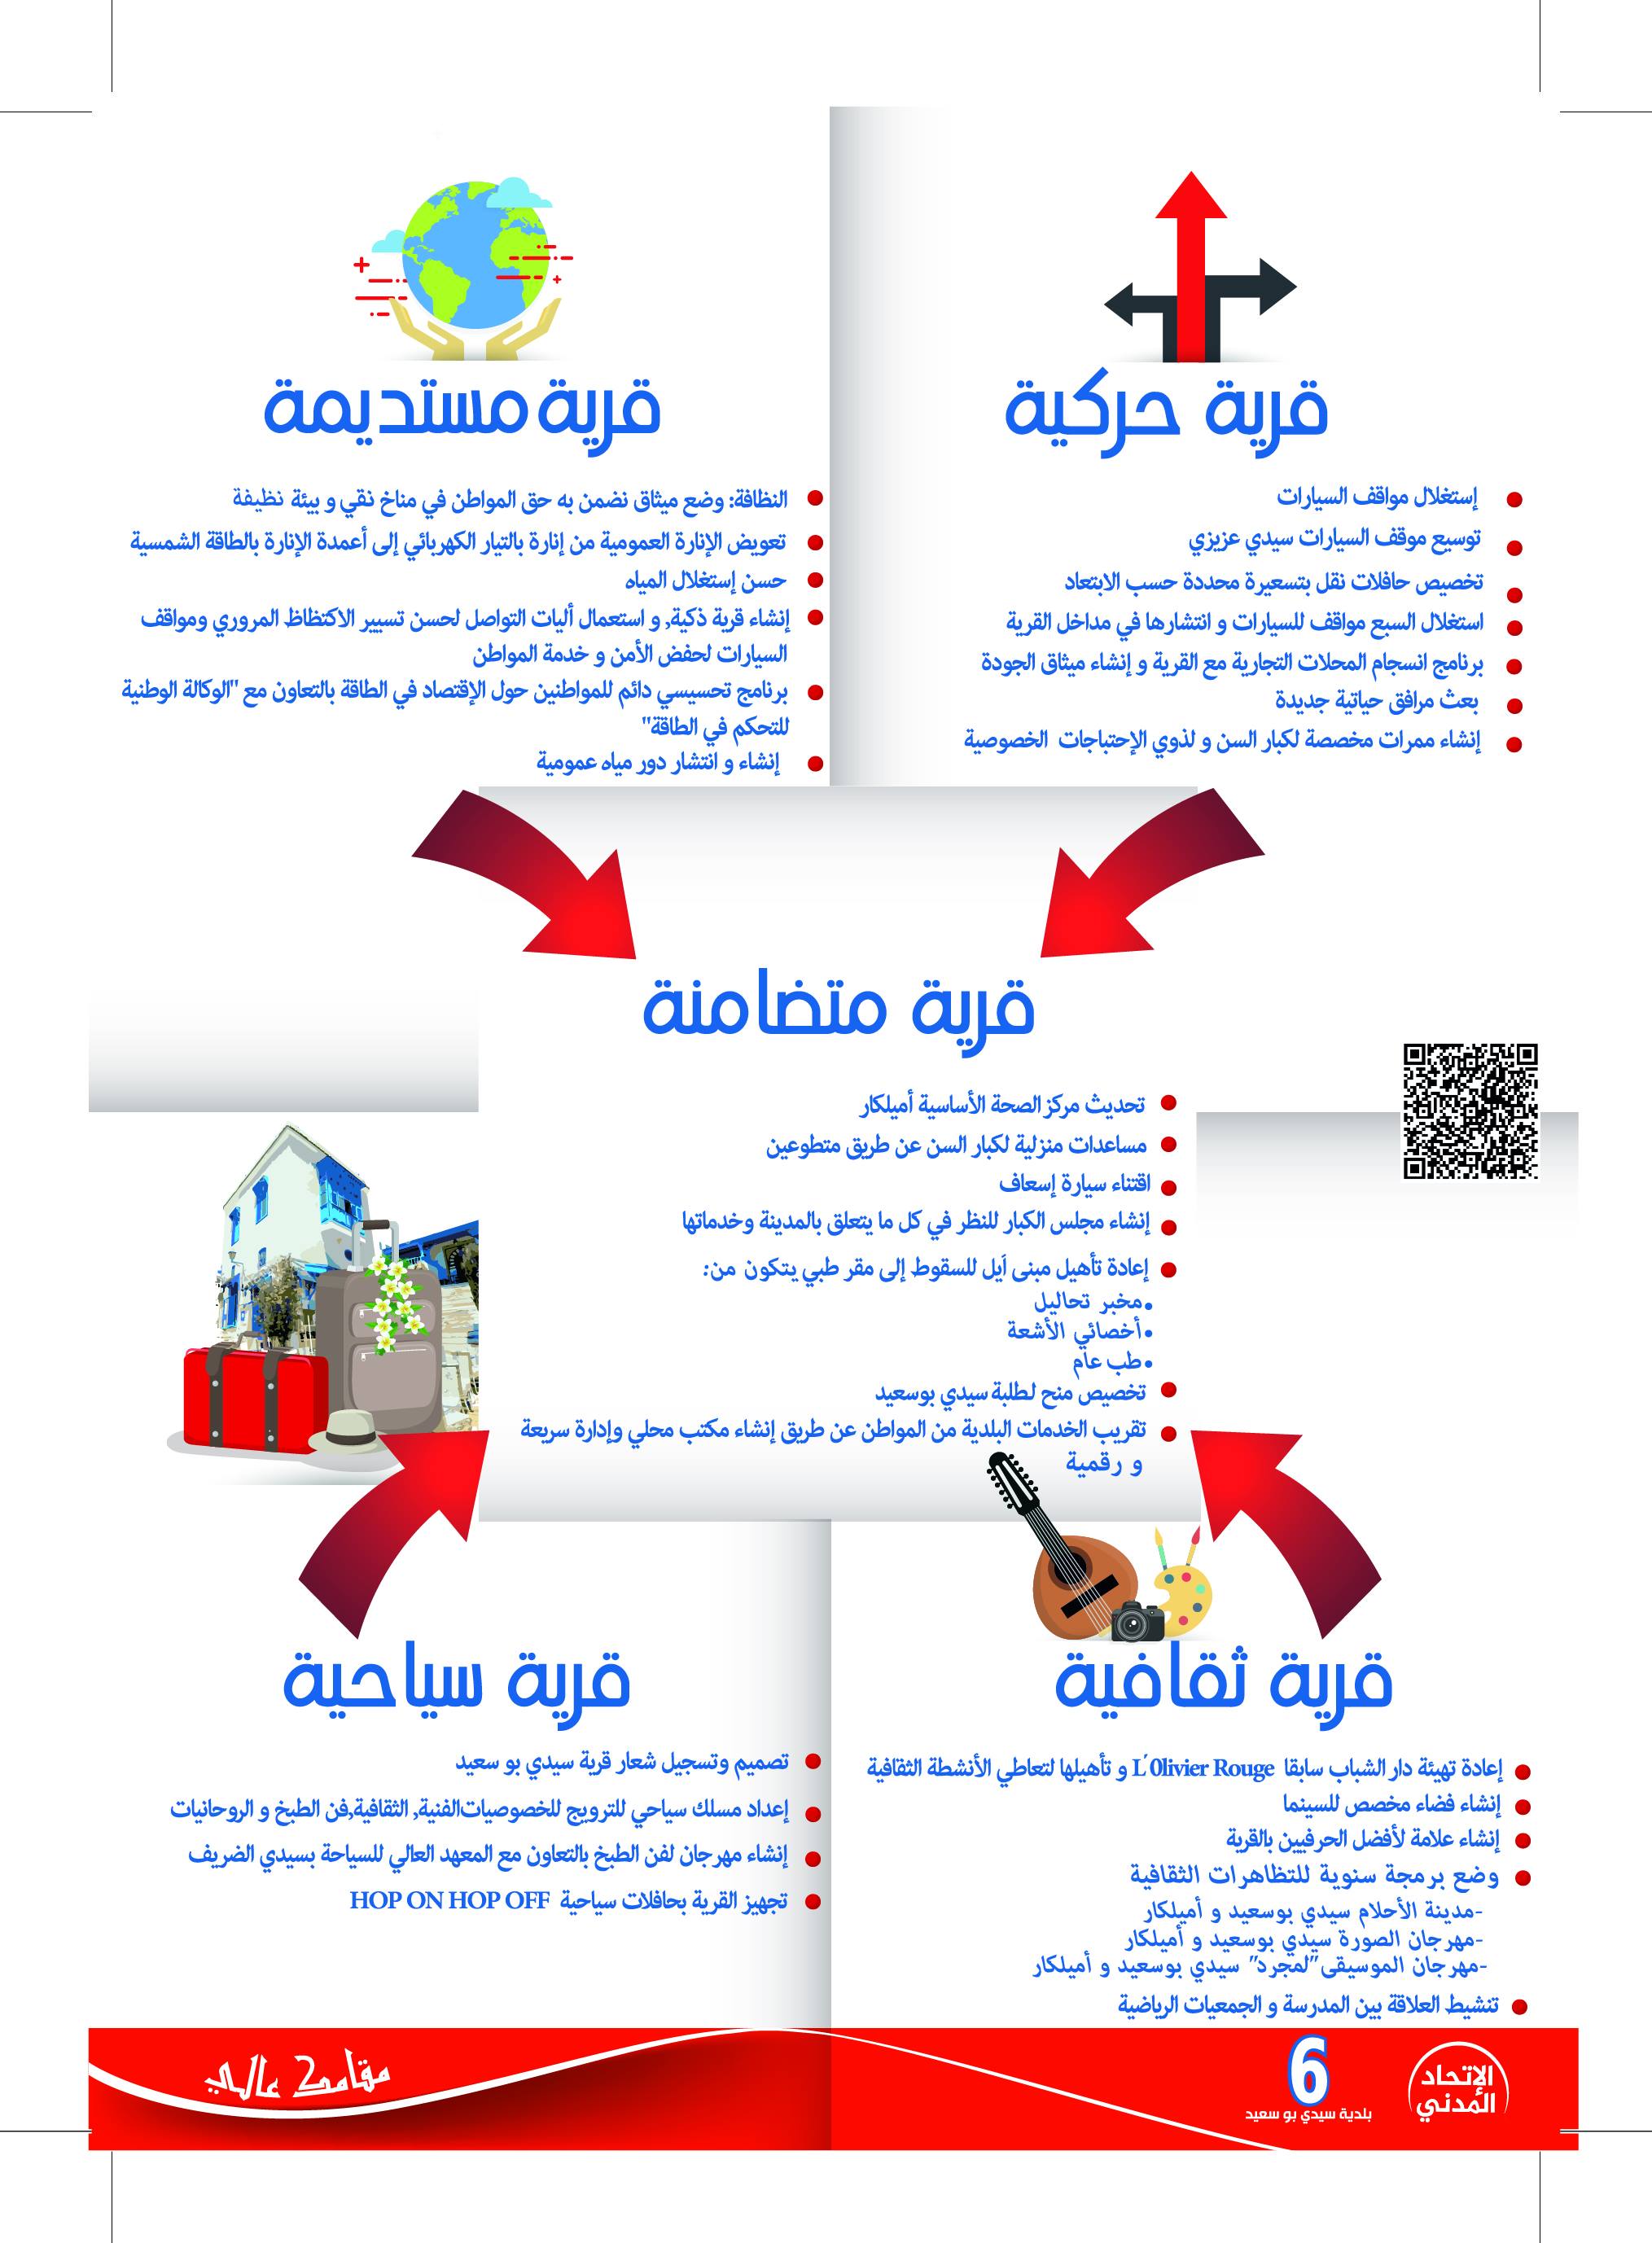 قرية حركية
إستغلال مواقف السيارات
توسيع موقف السيارات سيدي عزيزي
تخصيص حافلات نقل بتسعيرة محددة حسب الابتعاد
استغلال السبع مواقف للسيارات و انتشارها في مداخل القرية
برنامج انسجام المحلات التجارية مع القرية و إنشاء ميثاق الجودة
بعث مرافق حياتية جديدة
إنشاء ممرات مخصصة لكبار السن و لذوي الإحتباجات الخصوصية
قرية مستديمة
النظافة: وضع ميثاق نضمن به حق المواطن في مناخ نقي و بيئة نظيفة
تعويض الإنارة العمومية من إنارة بالتيار الكهربائي إلى أعمدة الإنارة بالطاقة الشمسية
حسن إستغلال المياه
إنشاء قرية ذكية, و استعمال أليات التواصل لحسن تسيير الاكتظاظ المروري ومواقف
السيارات لحفض الأمن و خدمة المواطن
برنامج تحسيسي دائم للمواطنين حول الإقتصاد في الطاقة بالتعاون مع "الوكالة الوطنية
للتحكم في الطاقة"
إنشاء و انتشار دور مياه عمومية
قرية متضامنة
تحديث مركز الصحة الأساسية أميلكار
مساعدات منزلية لكبار السن عن طريق متطوعين
اقتناء سيارة إسعاف
إنشاء مجلس الكبار للنظر في كل ما يتعلق بالمدينة وخدماتها
إعادة تأهيل مبنى أيل للسقوط إلى مقر طبي يتكون من:
•مخبر تحاليل
•أخصائي الأشعة
•طب عام
تخصيص منح لطلبة سيدي بوسعيد
تقريب الخدمات البلدية من المواطن عن طريق إنشاء مكتب محلي وإدارة سريعة
و رقمية
قرية ثقافية
إعادة تهيئة دار الشباب سابقا L'Olivier Rouge و تأهيلها لتعاطي الأنشطة الثقافية
إنشاء فضاء مخصص للسينما
إنشاء علامة لأفضل الحرفيين بالقرية
وضع برمجة سنوية للتظاهرات الثقافية
-مدينة الأحلام سيدي بوسعيد و أميلكار
-مهرجان الصورة سيدي بوسعيد و أميلكار
-مهرجان الموسيقى"لمجرد" سيدي بوسعيد و أميلكار
تنشيط العلاقة بين المدرسة و الجمعيات الرياضية
قرية سياحية
تصميم وتسجيل شعار قرية سيدي بو سعيد
إعداد مسلك سياحي للترويج للخصوصيات الفنية, الثقافية,فن الطبخ و الروحانيات
إنشاء مهرجان لفن الطبخ بالتعاون مع المعهد العالي للسياحة بسيدي الضريف
تجهيز القرية بحافلات سياحية HOP ON HOP OFF
الإتحاد
المدني
6
بلدية سيدي بو سعيد
مقامك عالي